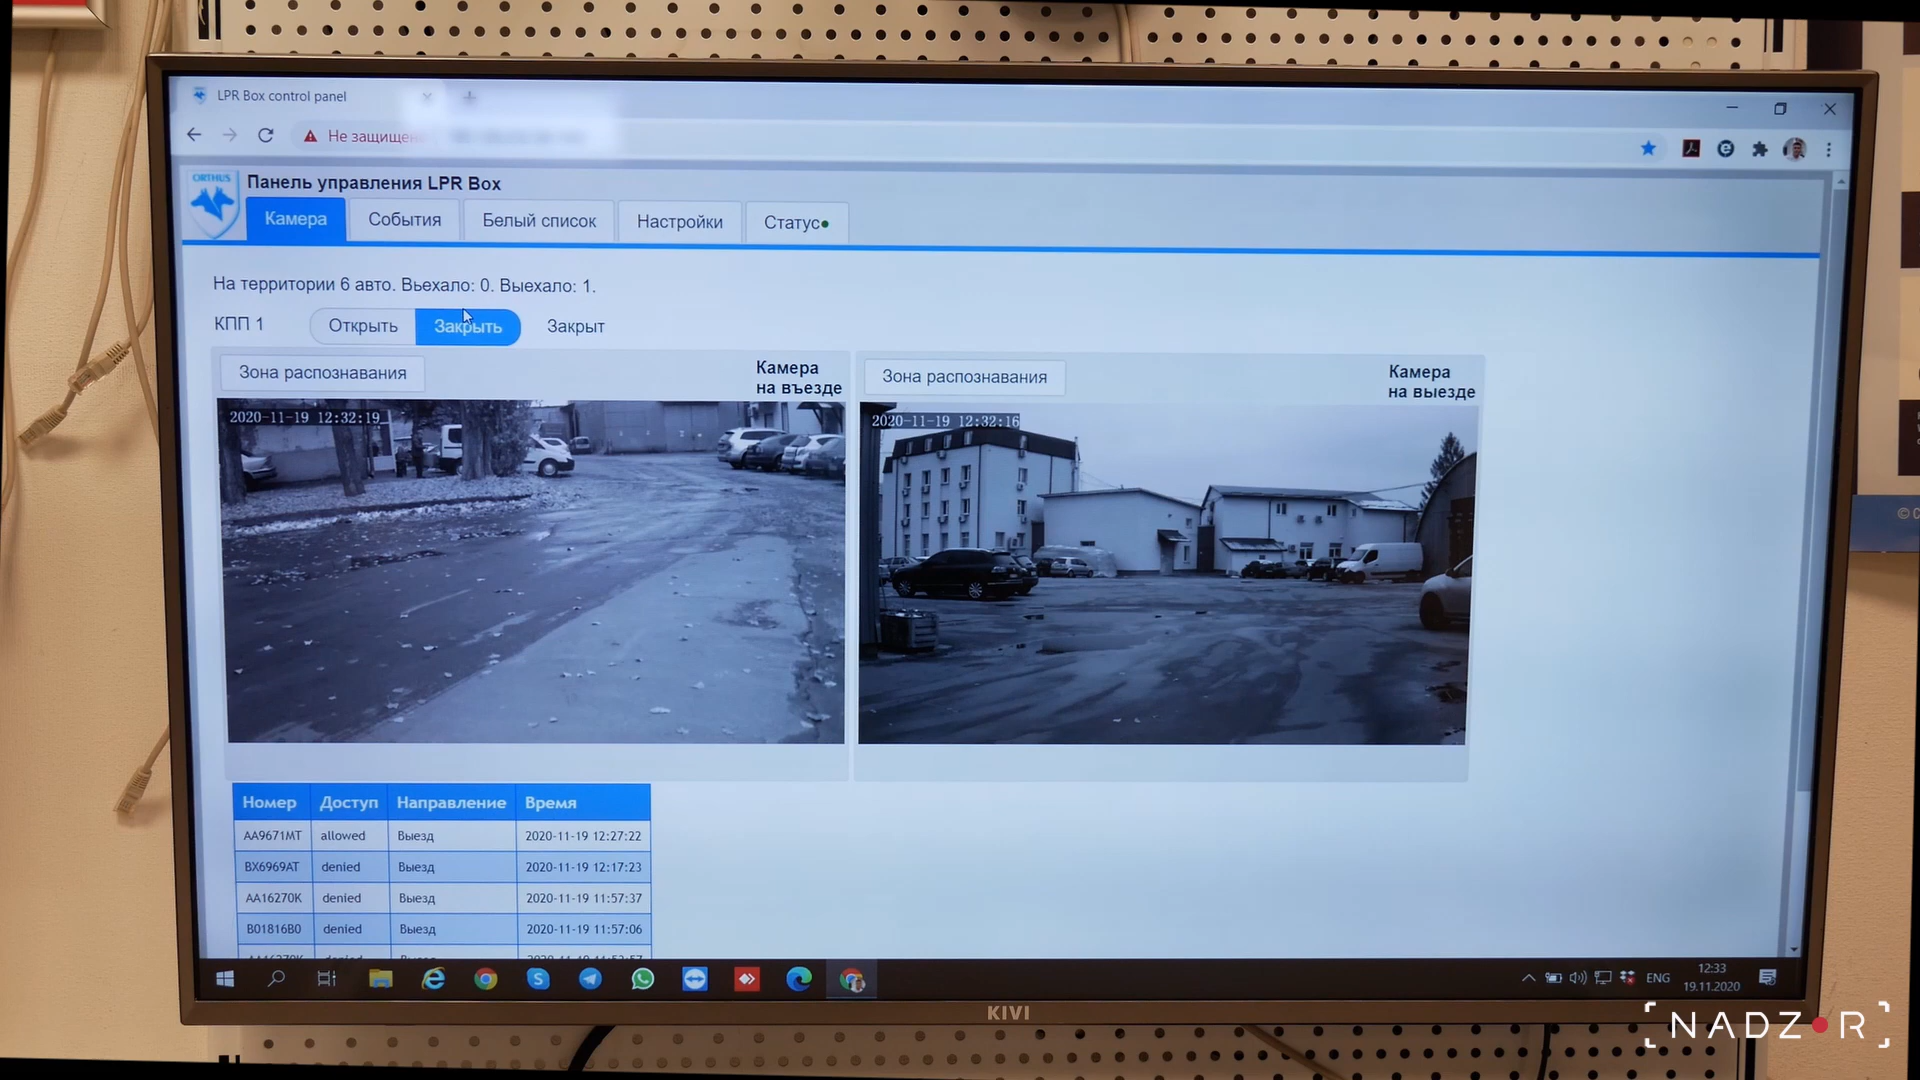 LPR Box control panel
Не защищен
ORTHUS
Панель управления LPR Box
Камера События Белый список Настройки Статус
На территории 6 авто. Вьехало: 0. Выехало: 1.
КПП 1 Открыть Закрыть Закрыт
Зона распознавания Камера на въезде
Зона распознавания Камера на выезде
2020-11-19 12:32:19
2020-11-19 12:32:16
Номер Доступ Направление Время
AA9671MT allowed Выезд 2020-11-19 12:27:22
BX6969AT denied Выезд 2020-11-19 12:17:23
AA1627OK denied Выезд 2020-11-19 11:57:37
B01816B0 denied Выезд 2020-11-19 11:57:06
ENG
12:33
19.11.2020
KIVI
NADZOR